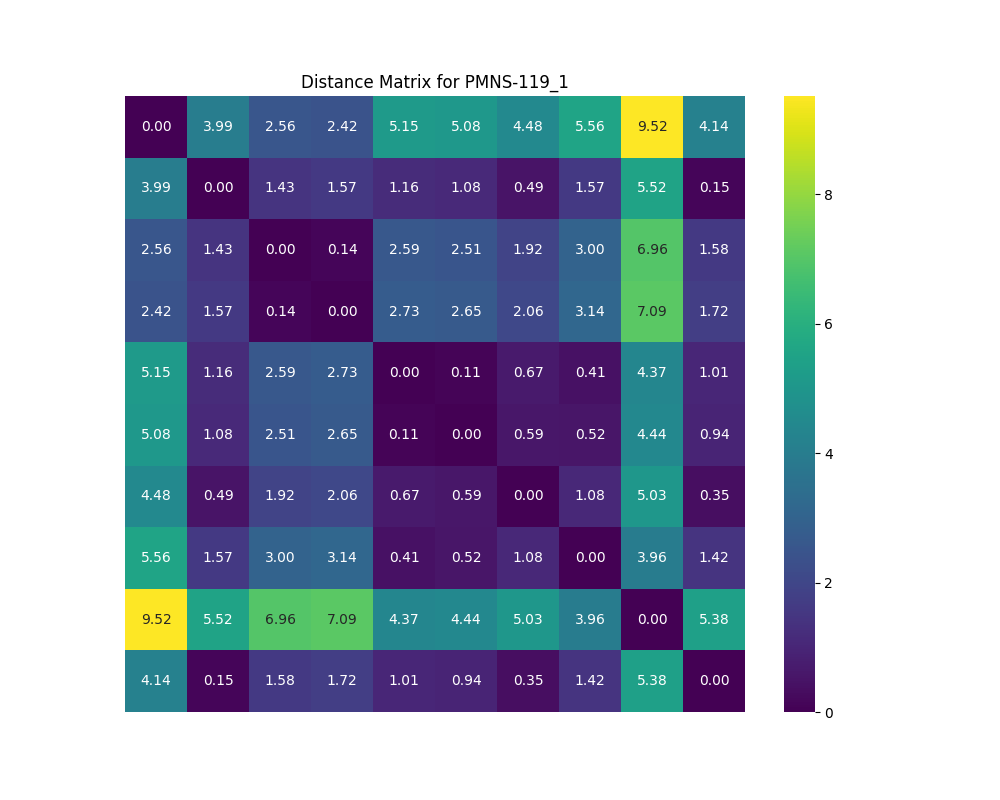 Distance Matrix for PMNS-119_1
0.00 3.99 2.56 2.42 5.15 5.08 4.48 5.56 9.52 4.14
3.99 0.00 1.43 1.57 1.16 1.08 0.49 1.57 5.52 0.15
8
2.56 1.43 0.00 0.14 2.59 2.51 1.92 3.00 6.96 1.58
2.42 1.57 0.14 0.00 2.73 2.65 2.06 3.14 7.09 1.72
6
5.15 1.16 2.59 2.73 0.00 0.11 0.67 0.41 4.37 1.01
5.08 1.08 2.51 2.65 0.11 0.00 0.59 0.52 4.44 0.94
4
4.48 0.49 1.92 2.06 0.67 0.59 0.00 1.08 5.03 0.35
5.56 1.57 3.00 3.14 0.41 0.52 1.08 0.00 3.96 1.42
2
9.52 5.52 6.96 7.09 4.37 4.44 5.03 3.96 0.00 5.38
4.14 0.15 1.58 1.72 1.01 0.94 0.35 1.42 5.38 0.00
0